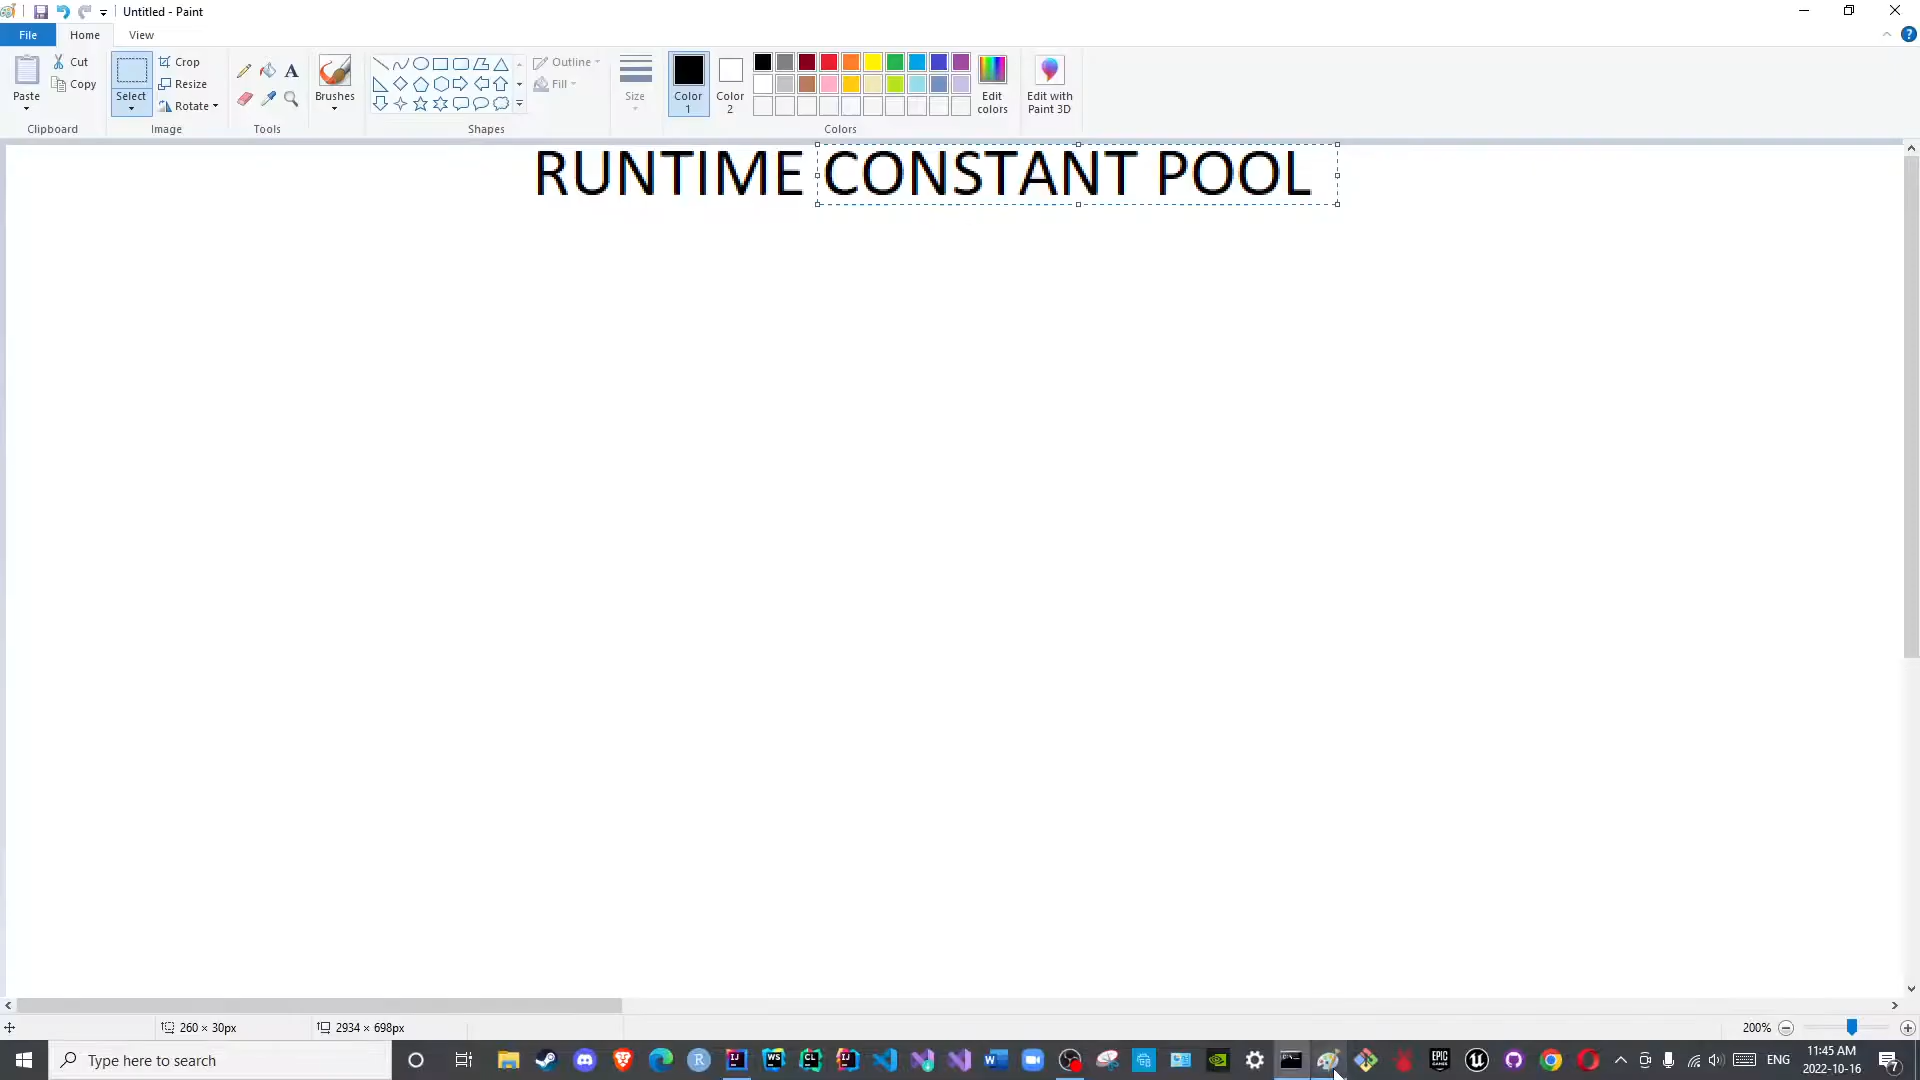 Untitled - Paint
File
Home
View
Paste
Cut
Copy
Clipboard
Select
Crop
Resize
Rotate
Image
A
Tools
Brushes
Shapes
Outline
Fill
Size
Color 1
Color 2
Colors
Edit colors
Edit with Paint 3D
RUNTIME CONSTANT POOL
260 × 30px
2934 × 698px
200%
Type here to search
ENG
11:45 AM
2022-10-16
7